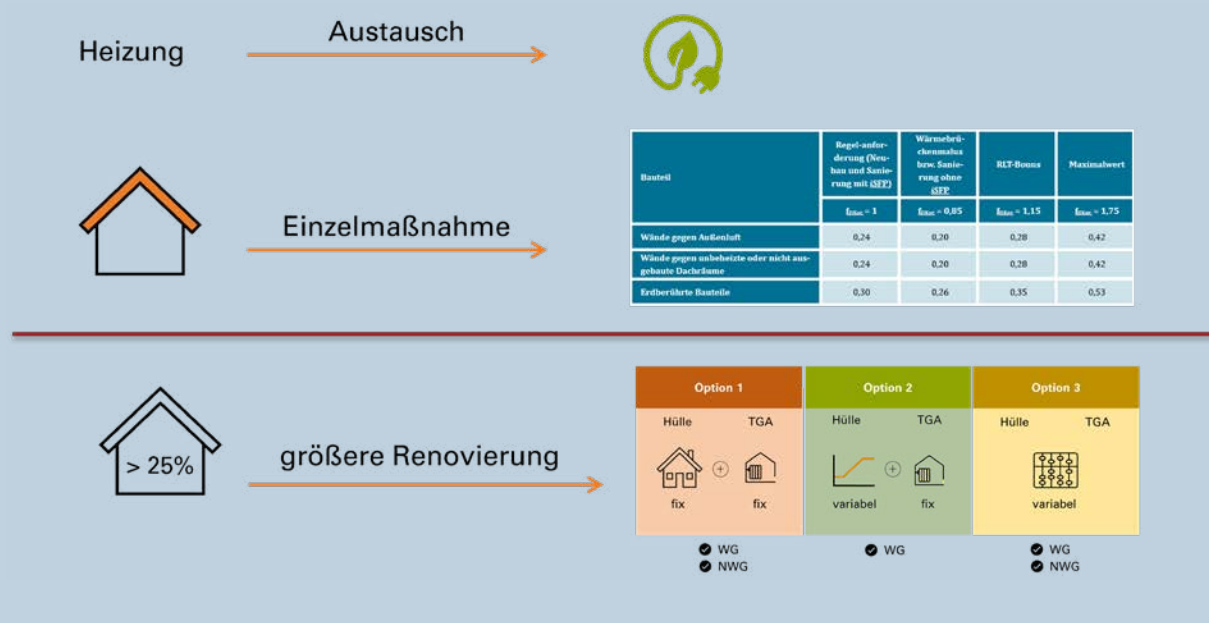 Heizung
Austausch
Einzelmaßnahme
Bauteil
Regel-anfor-
derung (Neu-
bau und Sanie-
rung mit iSFP)
Wärmebrü-
ckenmalus
bzw. Sanie-
rung ohne
iSFP
RLT-Bonus
Maximalwert
= 1
= 0,85
= 1,15
= 1,75
Wände gegen Außenluft
0,24
0,20
0,28
0,42
Wände gegen unbeheizte oder nicht aus-
gebaute Dachräume
0,24
0,20
0,28
0,42
Erdberührte Bauteile
0,30
0,26
0,35
0,53
> 25%
größere Renovierung
Option 1
Hülle TGA
fix fix
WG
NWG
Option 2
Hülle TGA
variabel fix
WG
Option 3
Hülle TGA
variabel
WG
NWG